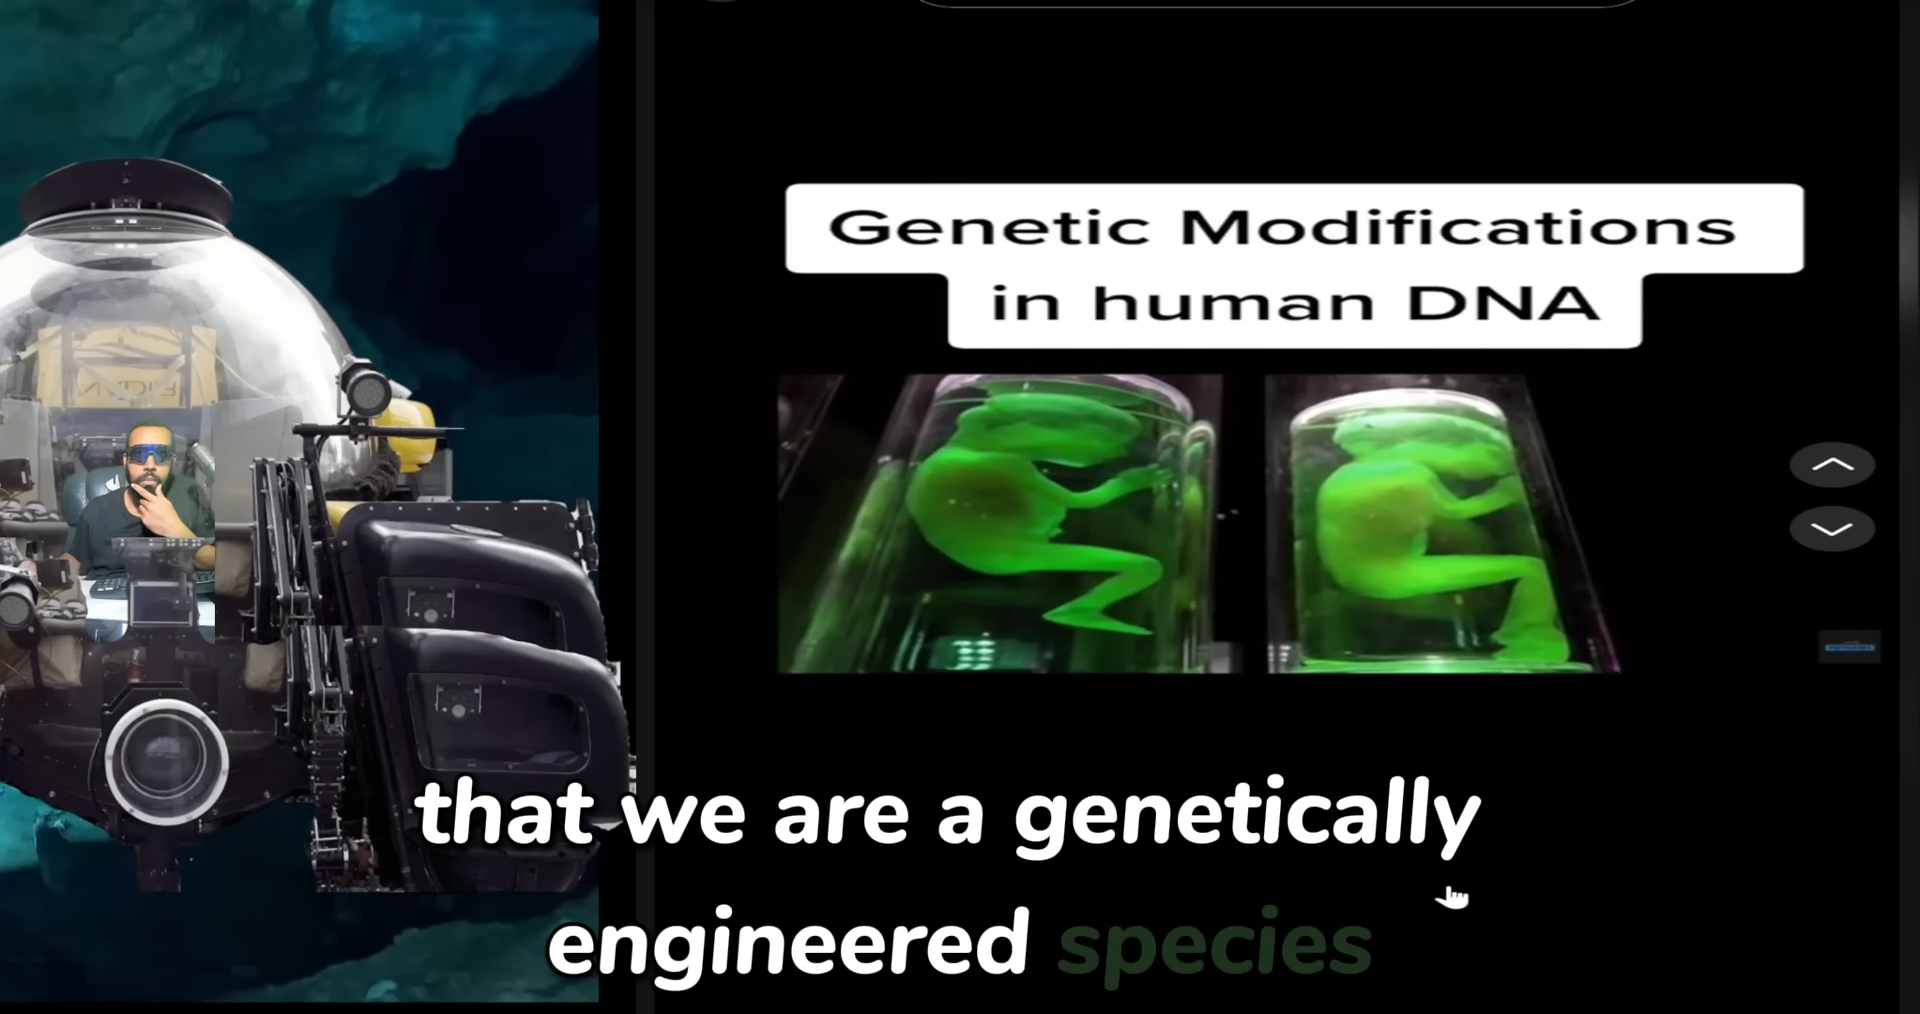 Genetic Modifications
in human DNA
that we are a genetically
engineered species